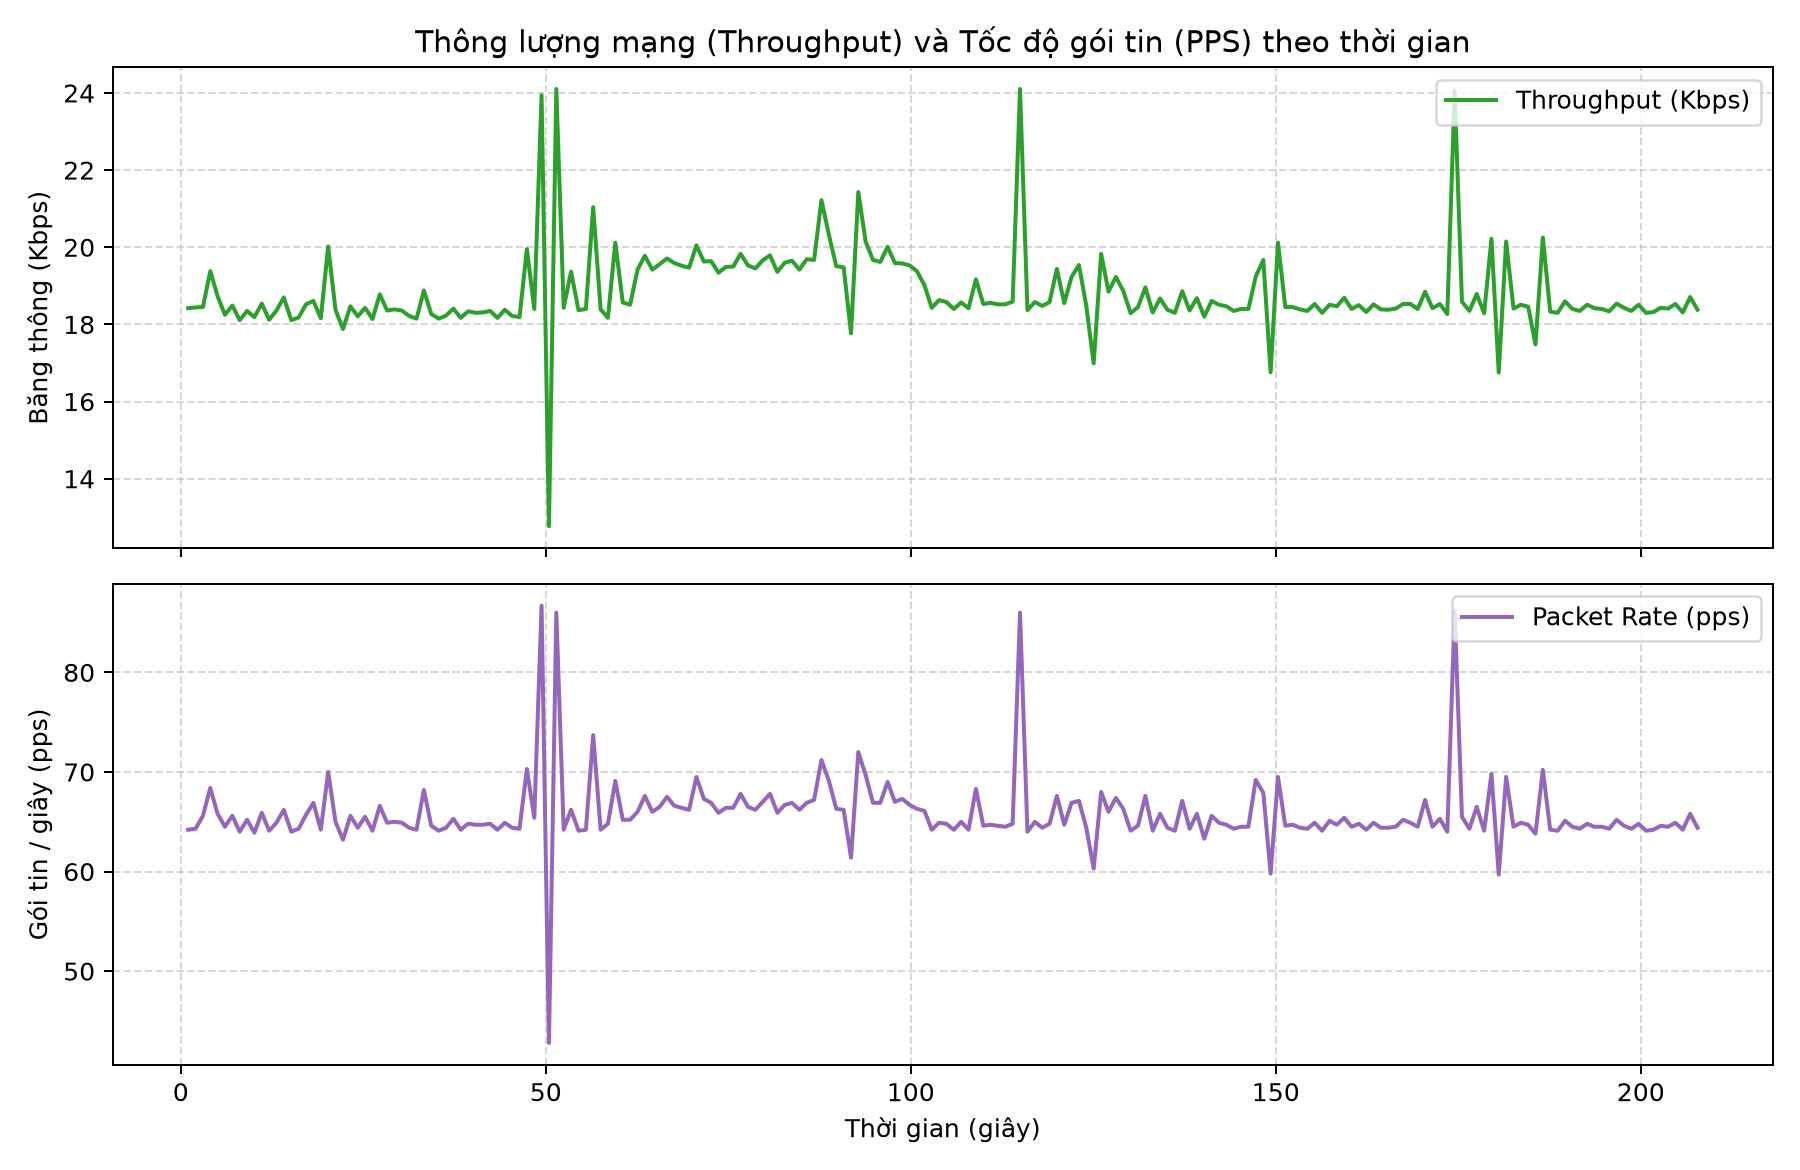 Thông lượng mạng (Throughput) và Tốc độ gói tin (PPS) theo thời gian
24
22
20
18
16
14
Băng thông (Kbps)
Throughput (Kbps)
80
70
60
50
Gói tin / giây (pps)
Packet Rate (pps)
0 50 100 150 200
Thời gian (giây)